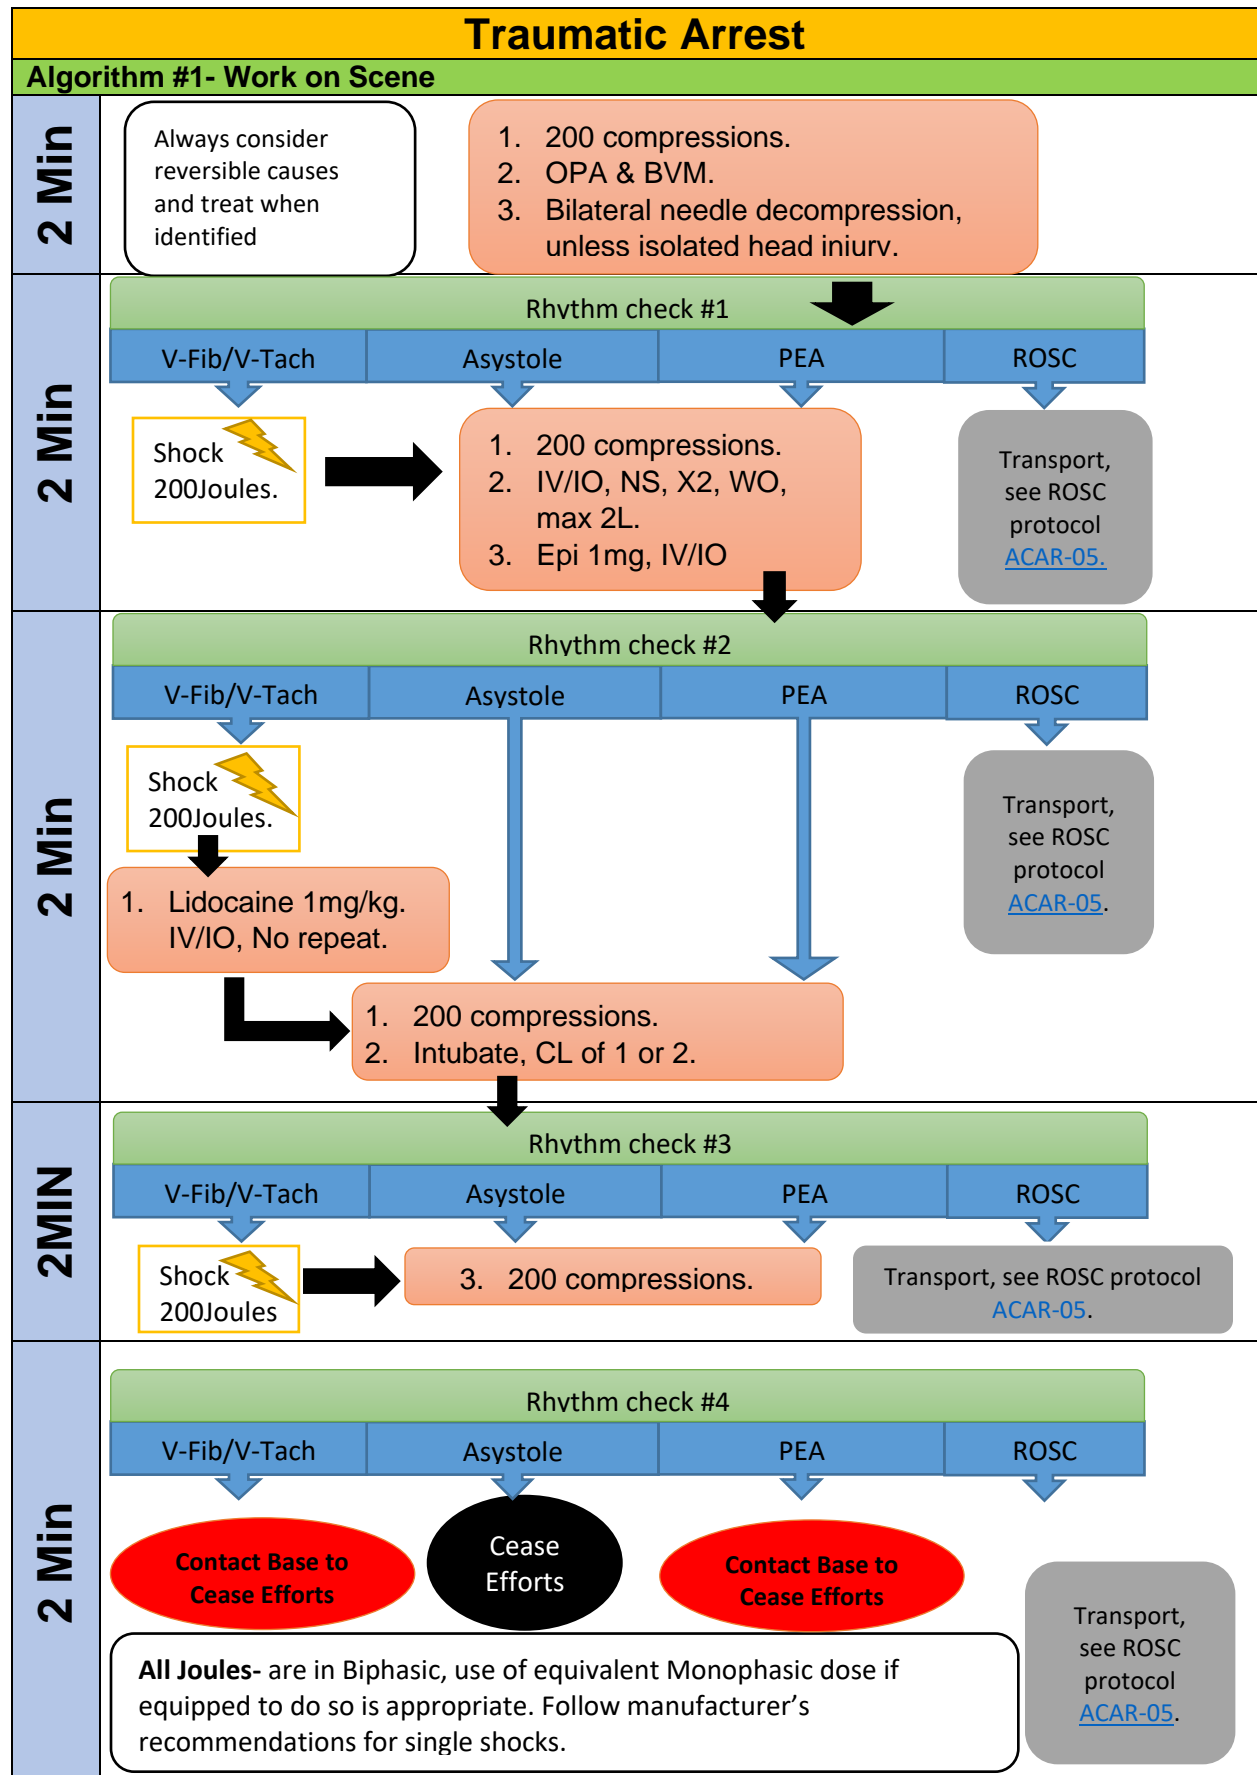 Traumatic Arrest
Algorithm #1- Work on Scene
2 Min
Always consider
reversible causes
and treat when
identified
1. 200 compressions.
2. OPA & BVM.
3. Bilateral needle decompression,
unless isolated head injury.
2 Min
Rhythm check #1
V-Fib/V-Tach
Asystole
PEA
ROSC
Shock
200Joules.
1. 200 compressions.
2. IV/IO, NS, X2, WO,
max 2L.
3. Epi 1mg, IV/IO
Transport,
see ROSC
protocol
ACAR-05.
2 Min
Rhythm check #2
V-Fib/V-Tach
Asystole
PEA
ROSC
Shock
200Joules.
1. Lidocaine 1mg/kg.
IV/IO, No repeat.
1. 200 compressions.
2. Intubate, CL of 1 or 2.
Transport,
see ROSC
protocol
ACAR-05.
2MIN
Rhythm check #3
V-Fib/V-Tach
Asystole
PEA
ROSC
Shock
200Joules
3. 200 compressions.
Transport, see ROSC protocol
ACAR-05.
2 Min
Rhythm check #4
V-Fib/V-Tach
Asystole
PEA
ROSC
Contact Base to
Cease Efforts
Cease
Efforts
Contact Base to
Cease Efforts
Transport,
see ROSC
protocol
ACAR-05.
All Joules- are in Biphasic, use of equivalent Monophasic dose if
equipped to do so is appropriate. Follow manufacturer's
recommendations for single shocks.